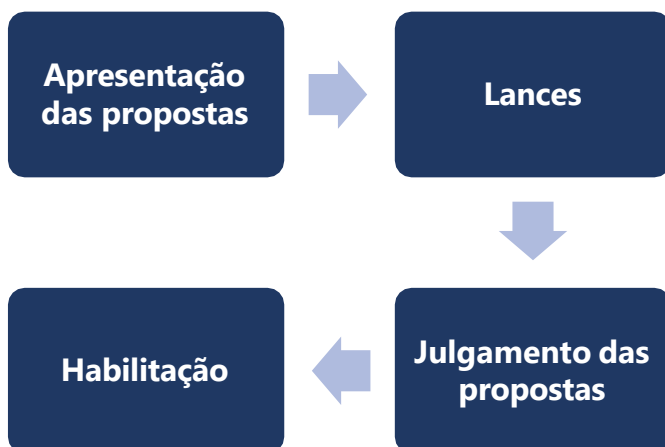 Apresentação
das propostas
Lances
Julgamento das
propostas
Habilitação